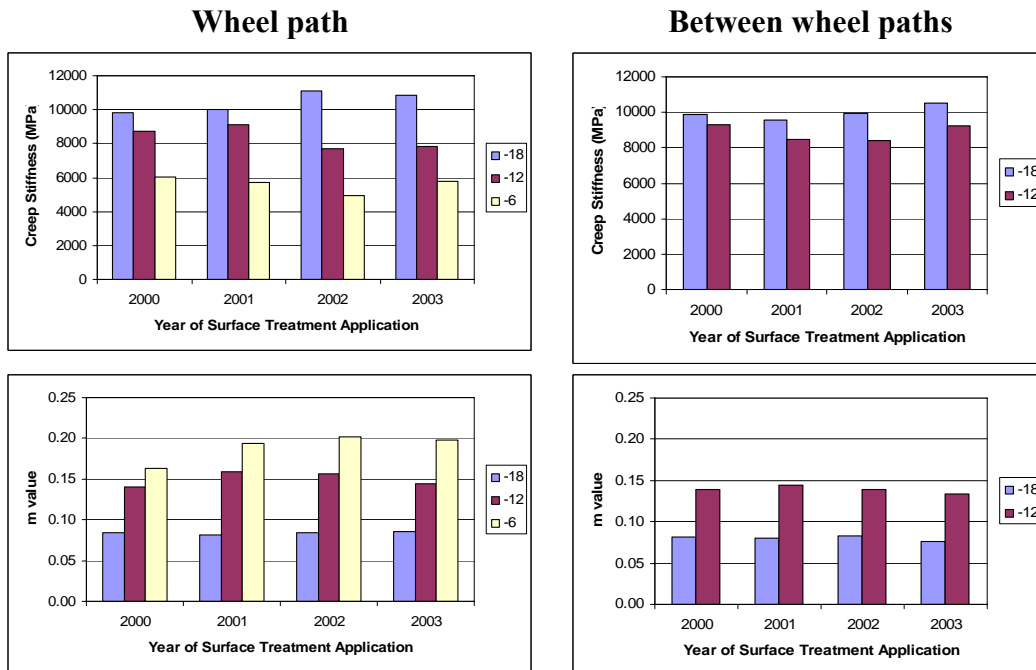 Wheel path
Between wheel paths
12000
10000
8000
6000
4000
2000
0
Creep Stiffness (MPa)
2000 2001 2002 2003
Year of Surface Treatment Application
-18
-12
-6
12000
10000
8000
6000
4000
2000
0
Creep Stiffness (MPa)
2000 2001 2002 2003
Year of Surface Treatment Application
-18
-12
0.25
0.20
0.15
0.10
0.05
0.00
m value
2000 2001 2002 2003
Year of Surface Treatment Application
-18
-12
-6
0.25
0.20
0.15
0.10
0.05
0.00
m value
2000 2001 2002 2003
Year of Surface Treatment Application
-18
-12